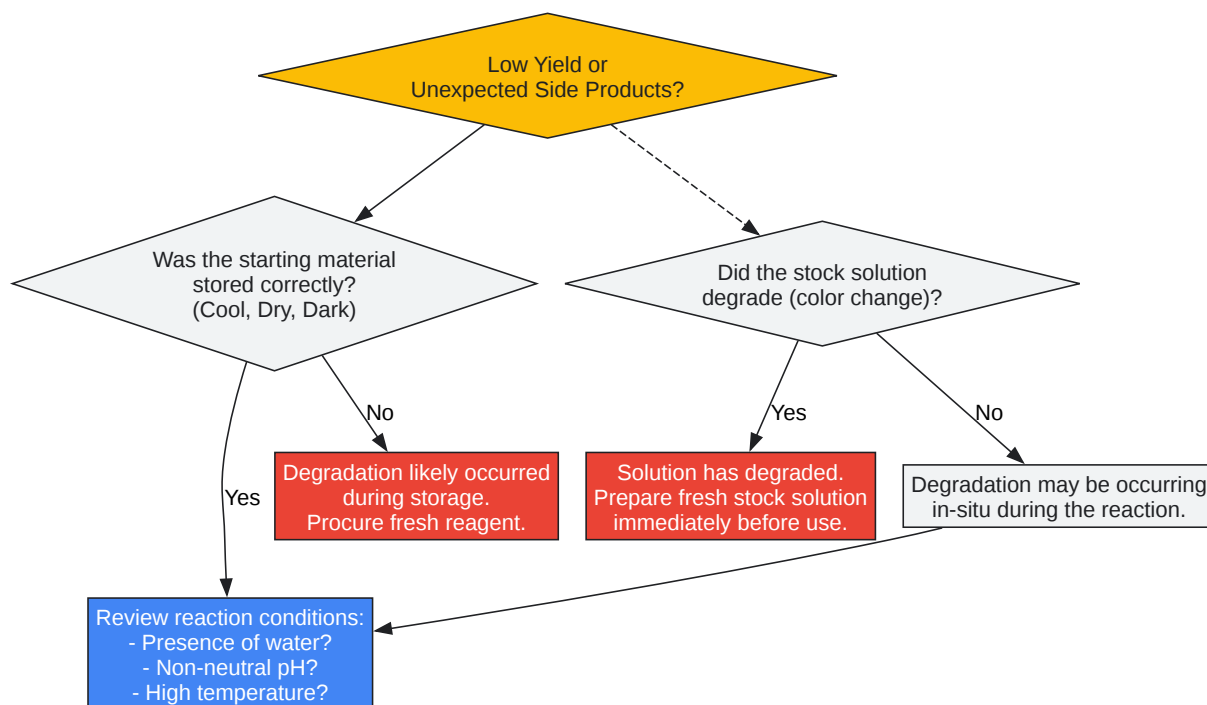 Low Yield or
Unexpected Side Products?
Was the starting material
stored correctly?
(Cool, Dry, Dark)
Did the stock solution
degrade (color change)?
No
Yes
No
Yes
Degradation likely occurred
during storage.
Procure fresh reagent.
Solution has degraded.
Prepare fresh stock solution
immediately before use.
Degradation may be occurring
in-situ during the reaction.
Review reaction conditions:
- Presence of water?
- Non-neutral pH?
- High temperature?